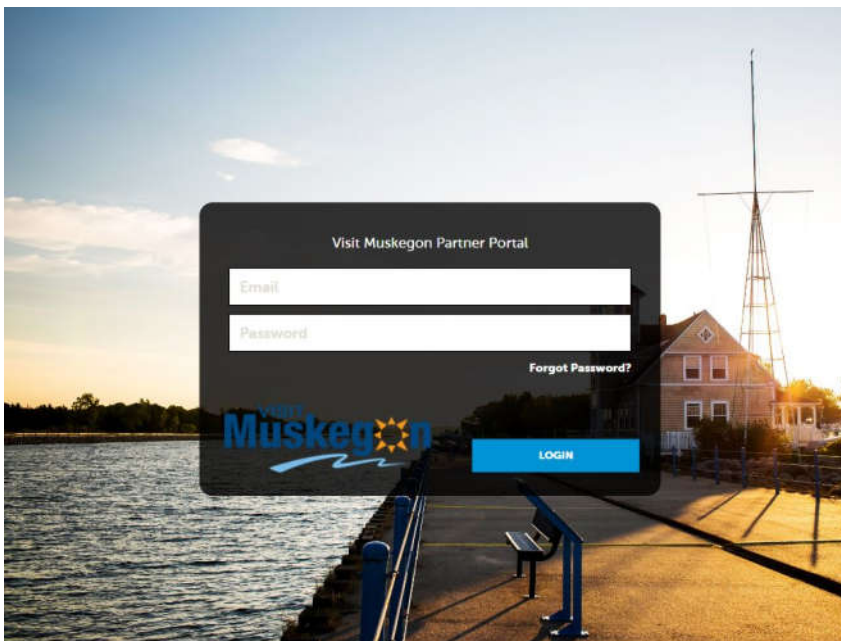 Visit Muskegon Partner Portal
Email
Password
Forgot Password?
VISIT
Muskegon
LOGIN